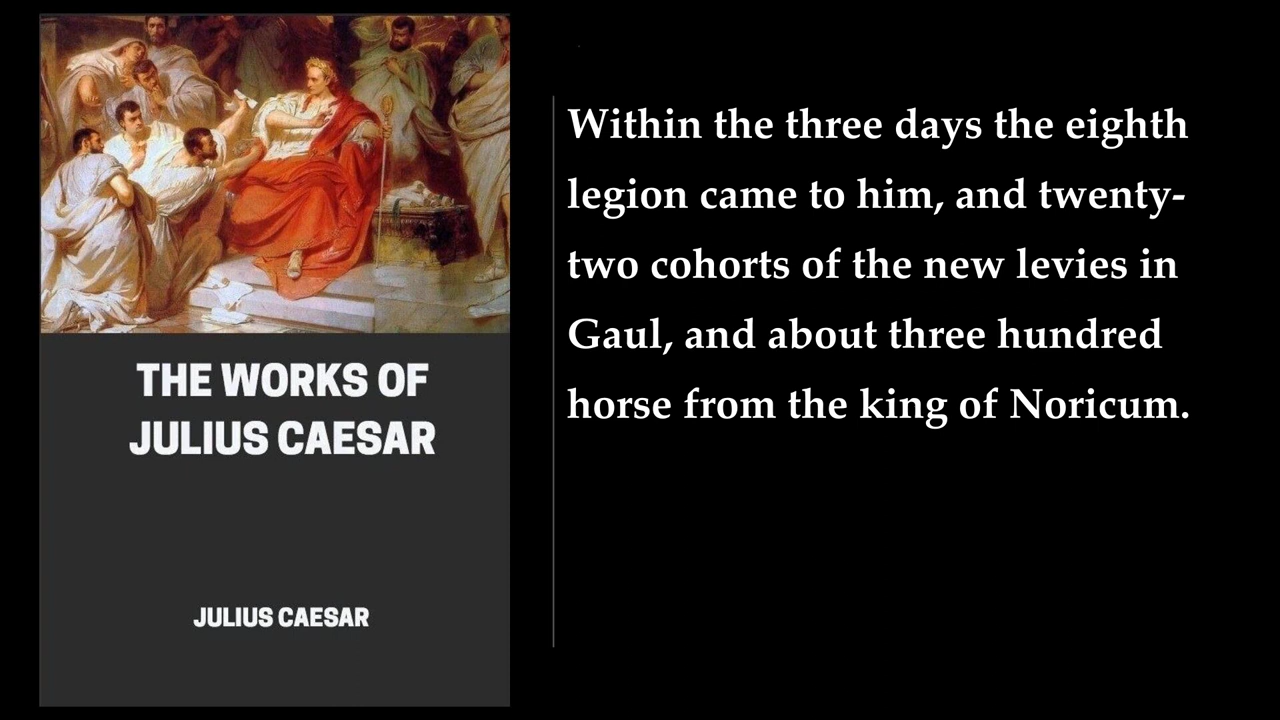 THE WORKS OF
JULIUS CAESAR
JULIUS CAESAR
Within the three days the eighth
legion came to him, and twenty-
two cohorts of the new levies in
Gaul, and about three hundred
horse from the king of Noricum.